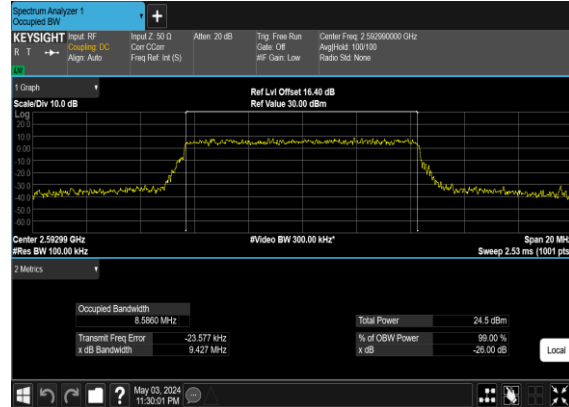 Spectrum Analyzer 1
Occupied BW
+
KEYSIGHT
R T
LM
Input: RF
Coupling: DC
Align: Auto
Input Z: 50 Ω
Corr CCorr
Freq Ref: Int (S)
Atten: 20 dB
Trig: Free Run
Gate: Off
#IF Gain: Low
Center Freq: 2.592990000 GHz
Avg|Hold: 100/100
Radio Std: None
1 Graph
Scale/Div 10.0 dB
Ref Lvl Offset 16.40 dB
Ref Value 30.00 dBm
Log
20.0
10.0
0.00
-10.0
-20.0
-30.0
-40.0
-50.0
-60.0
Center 2.59299 GHz
#Res BW 100.00 kHz
#Video BW 300.00 kHz*
Span 20 MHz
Sweep 2.53 ms (1001 pts)
2 Metrics
Occupied Bandwidth
8.5860 MHz
Transmit Freq Error -23.577 kHz
x dB Bandwidth 9.427 MHz
Total Power 24.5 dBm
% of OBW Power 99.00 %
x dB -26.00 dB
Local
?
May 03, 2024
11:30:01 PM